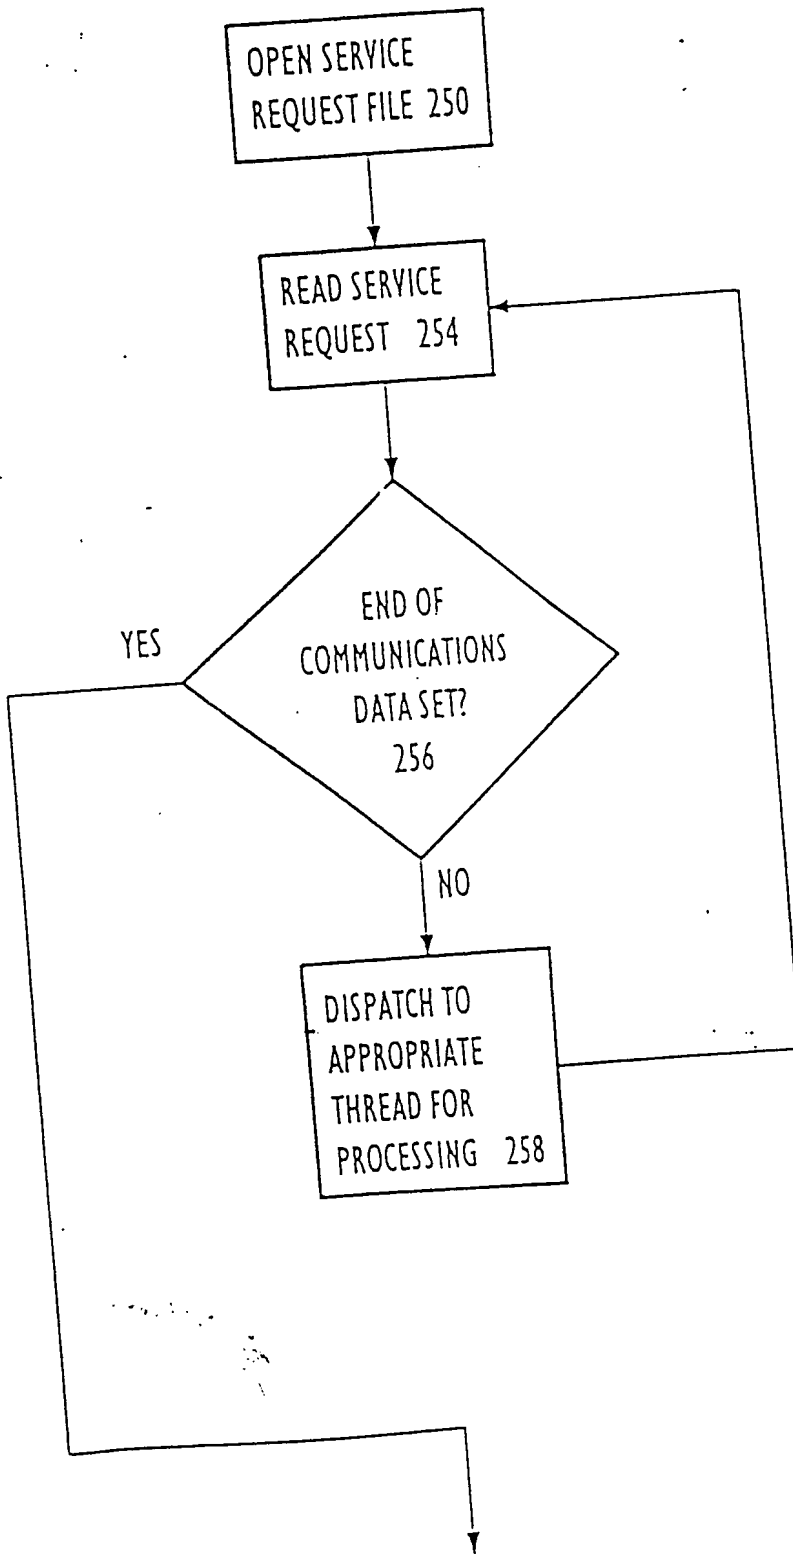 OPEN SERVICE
REQUEST FILE 250
READ SERVICE
REQUEST 254
END OF
COMMUNICATIONS
DATA SET?
256
YES
NO
DISPATCH TO
APPROPRIATE
THREAD FOR
PROCESSING 258